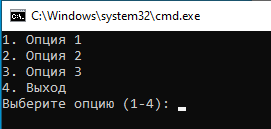 C:\Windows\system32\cmd.exe
1. Опция 1
2. Опция 2
3. Опция 3
4. Выход
Выберите опцию (1-4):